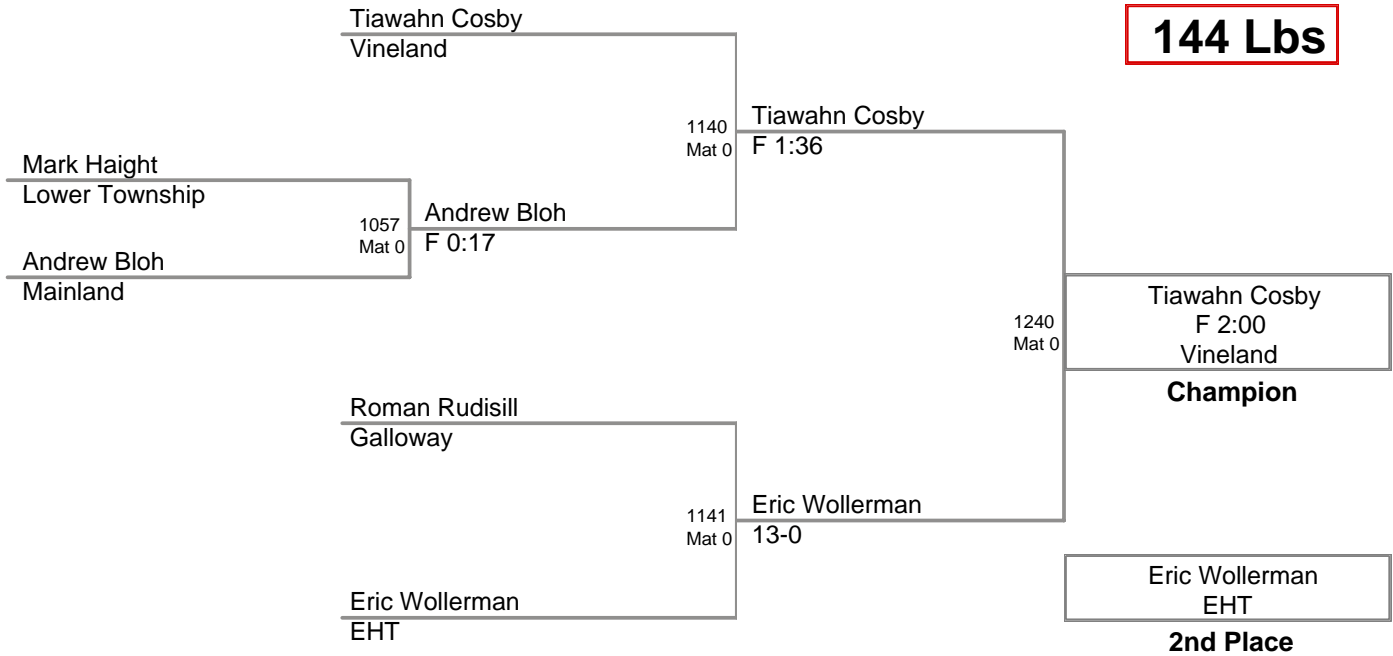 144 Lbs
Tiawahn Cosby
Vineland
1140
Mat 0
Tiawahn Cosby
F 1:36
Mark Haight
Lower Township
1057
Mat 0
Andrew Bloh
F 0:17
Andrew Bloh
Mainland
1240
Mat 0
Tiawahn Cosby
F 2:00
Vineland
Champion
Roman Rudisill
Galloway
1141
Mat 0
Eric Wollerman
13-0
Eric Wollerman
EHT
Eric Wollerman
EHT
2nd Place